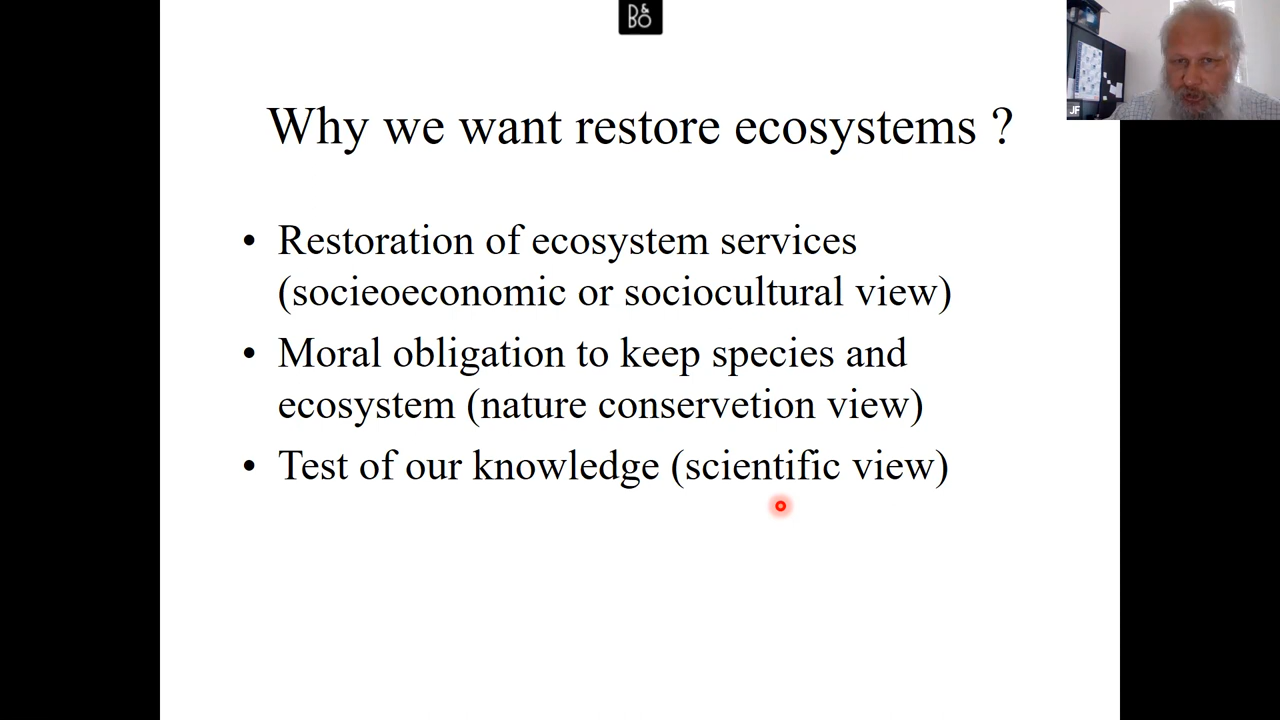 B&O
JF
Why we want restore ecosystems ?
• Restoration of ecosystem services
(socieoeconomic or sociocultural view)
• Moral obligation to keep species and
ecosystem (nature conservetion view)
• Test of our knowledge (scientific view)